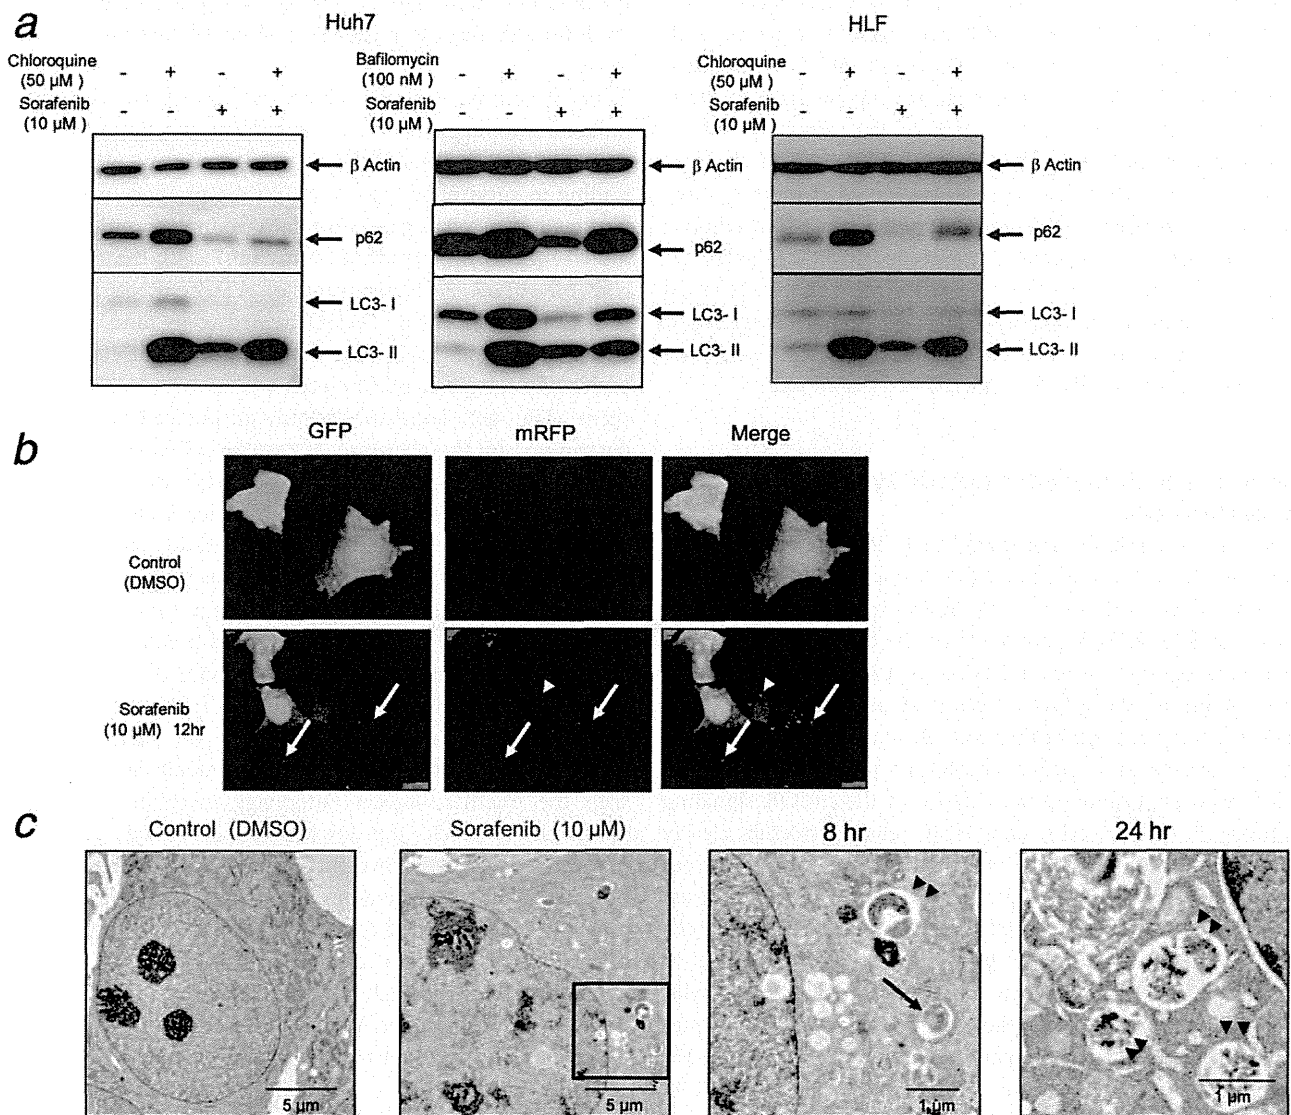 a
Huh7
HLF
Chloroquine (50 µM ) - + - +
Sorafenib (10 µM ) - - + +
β Actin
p62
LC3- I
LC3- II
Bafilomycin (100 nM ) - + - +
Sorafenib (10 µM ) - - + +
β Actin
p62
LC3- I
LC3- II
Chloroquine (50 µM ) - + - +
Sorafenib (10 µM ) - - + +
β Actin
p62
LC3- I
LC3- II
b
GFP mRFP Merge
Control
(DMSO)
Sorafenib
(10 µM) 12hr
c
Control (DMSO) Sorafenib (10 µM) 8 hr 24 hr
5 µm 5 µm 1 µm 1 µm